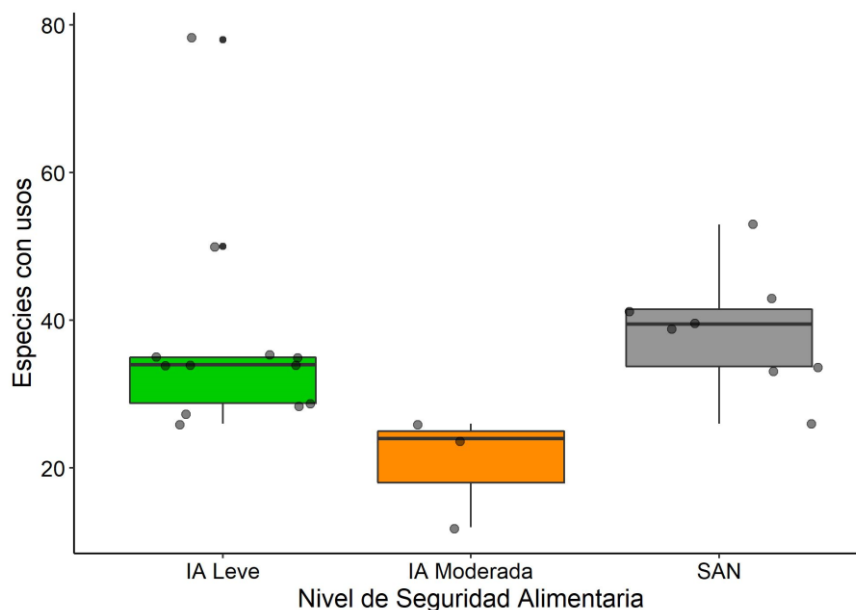 80
60
40
20
Especies con usos
IA Leve
IA Moderada
SAN
Nivel de Seguridad Alimentaria